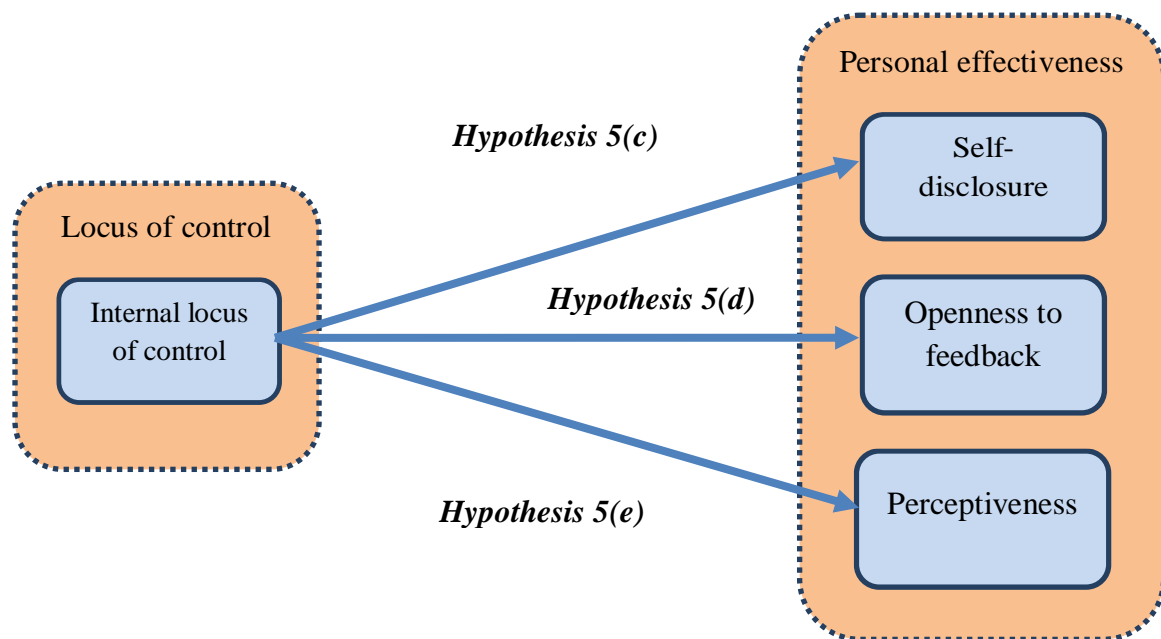 Locus of control
Internal locus
of control
Hypothesis 5(c)
Hypothesis 5(d)
Hypothesis 5(e)
Personal effectiveness
Self-
disclosure
Openness to
feedback
Perceptiveness